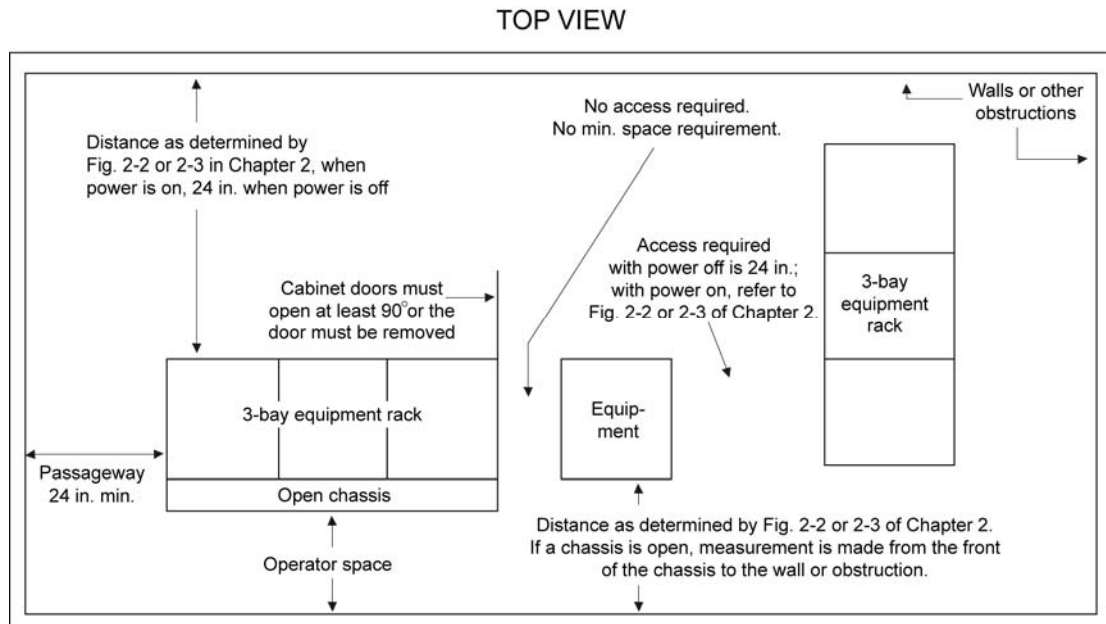 TOP VIEW
Distance as determined by
Fig. 2-2 or 2-3 in Chapter 2, when
power is on, 24 in. when power is off
No access required.
No min. space requirement.
Walls or other
obstructions
Cabinet doors must
open at least 90° or the
door must be removed
Access required
with power off is 24 in.;
with power on, refer to
Fig. 2-2 or 2-3 of Chapter 2.
3-bay
equipment
rack
3-bay equipment rack
Equip-
ment
Passageway
24 in. min.
Open chassis
Operator space
Distance as determined by Fig. 2-2 or 2-3 of Chapter 2.
If a chassis is open, measurement is made from the front
of the chassis to the wall or obstruction.